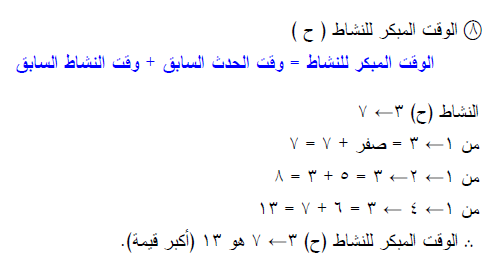 ⑧ الوقت المبكر للنشاط ( ح )
الوقت المبكر للنشاط = وقت الحدث السابق + وقت النشاط السابق
النشاط (ح) ٣← ٧
من ١← ٣ = صفر + ٧ = ٧
من ١← ٢← ٣ = ٥ + ٣ = ٨
من ١← ٤ ← ٣ = ٦ + ٧ = ١٣
∴ الوقت المبكر للنشاط (ح) ٣← ٧ هو ١٣ (أكبر قيمة).